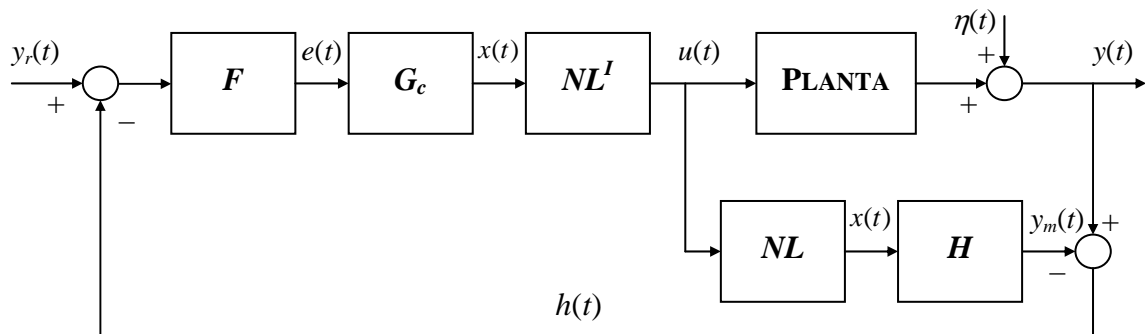 η(t)
y_r(t)
e(t)
x(t)
u(t)
y(t)
+
F
G_c
NL^I
PLANTA
+
−
+
x(t)
y_m(t)
+
NL
H
−
h(t)